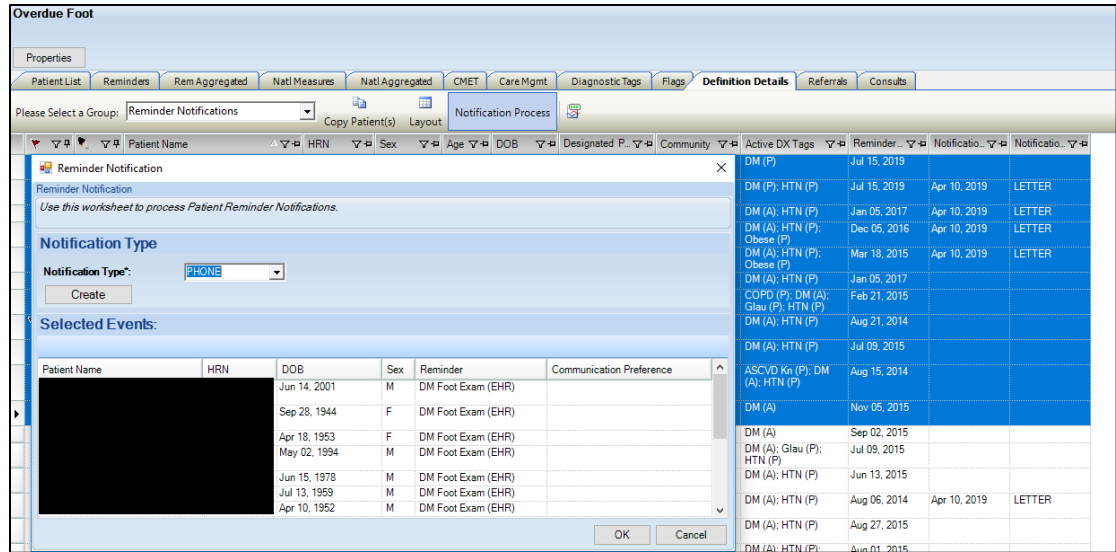 Overdue Foot
Properties
Patient List Reminders Rem Aggregated Natl Measures Natl Aggregated CMET Care Mgmt Diagnostic Tags Flags Definition Details Referrals Consults
Please Select a Group: Reminder Notifications Copy Patient(s) Layout Notification Process
Patient Name HRN Sex Age DOB Designated P... Community Active DX Tags Reminder... Notificatio... Notificatio...
Reminder Notification
Reminder Notification
Use this worksheet to process Patient Reminder Notifications.
Notification Type
Notification Type*: PHONE
Create
Selected Events:
Patient Name HRN DOB Sex Reminder Communication Preference
Jun 14, 2001 M DM Foot Exam (EHR)
Sep 28, 1944 F DM Foot Exam (EHR)
Apr 18, 1953 F DM Foot Exam (EHR)
May 02, 1994 M DM Foot Exam (EHR)
Jun 15, 1978 M DM Foot Exam (EHR)
Jul 13, 1959 M DM Foot Exam (EHR)
Apr 10, 1952 M DM Foot Exam (EHR)
OK Cancel
DM (P) Jul 15, 2019
DM (P); HTN (P) Jul 15, 2019 Apr 10, 2019 LETTER
DM (A); HTN (P) Jan 05, 2017 Apr 10, 2019 LETTER
DM (A); HTN (P); Dec 05, 2016 Apr 10, 2019 LETTER
Obese (P)
DM (A); HTN (P); Mar 18, 2015 Apr 10, 2019 LETTER
Obese (P)
DM (A); HTN (P) Jan 05, 2017
COPD (P); DM (A); Feb 21, 2015
Glau (P); HTN (P)
DM (A); HTN (P) Aug 21, 2014
DM (A); HTN (P) Jul 09, 2015
ASCVD Kn (P); DM Aug 15, 2014
(A); HTN (P)
DM (A) Nov 05, 2015
DM (A) Sep 02, 2015
DM (A); Glau (P); Jul 09, 2015
HTN (P)
DM (A); HTN (P) Jun 13, 2015
DM (A); HTN (P) Aug 06, 2014 Apr 10, 2019 LETTER
DM (A); HTN (P) Aug 27, 2015
DM (A); HTN (P); Aug 01, 2015